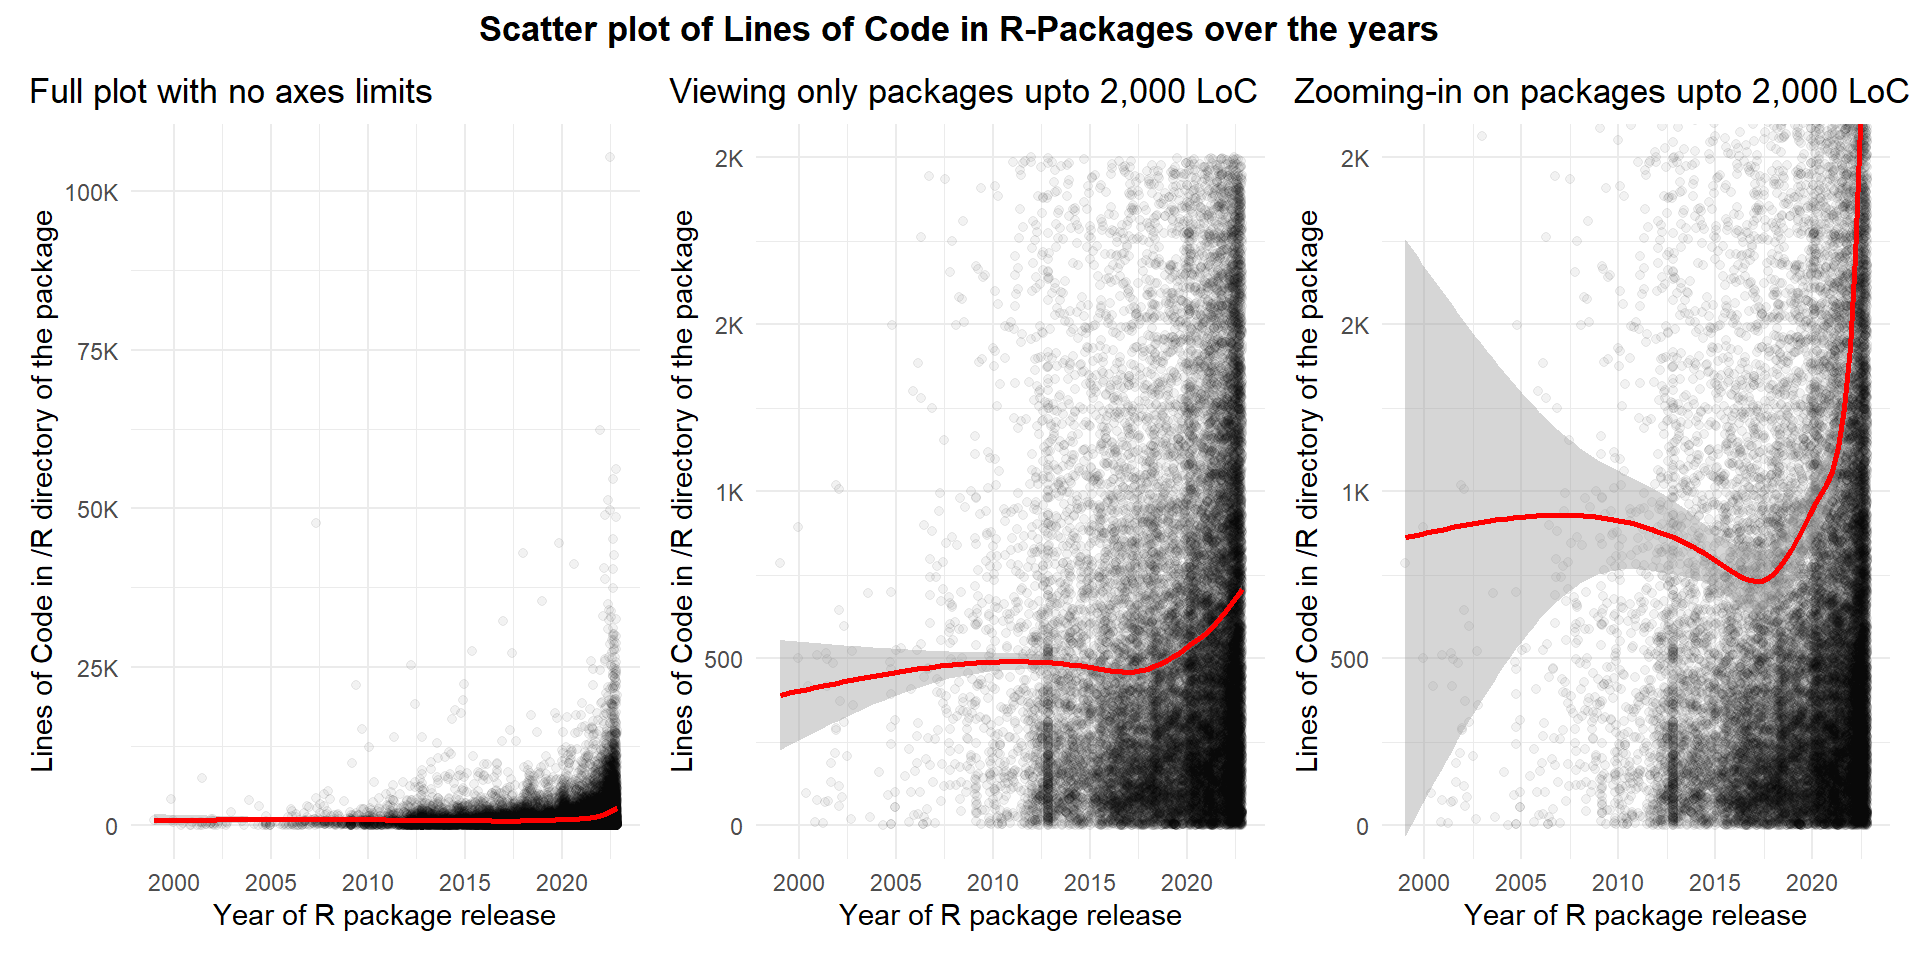 Scatter plot of Lines of Code in R-Packages over the years
Full plot with no axes limits
Lines of Code in /R directory of the package
100K
75K
50K
25K
0
2000 2005 2010 2015 2020
Year of R package release
Viewing only packages upto 2,000 LoC
Lines of Code in /R directory of the package
2K
2K
1K
500
0
2000 2005 2010 2015 2020
Year of R package release
Zooming-in on packages upto 2,000 LoC
Lines of Code in /R directory of the package
2K
2K
1K
500
0
2000 2005 2010 2015 2020
Year of R package release